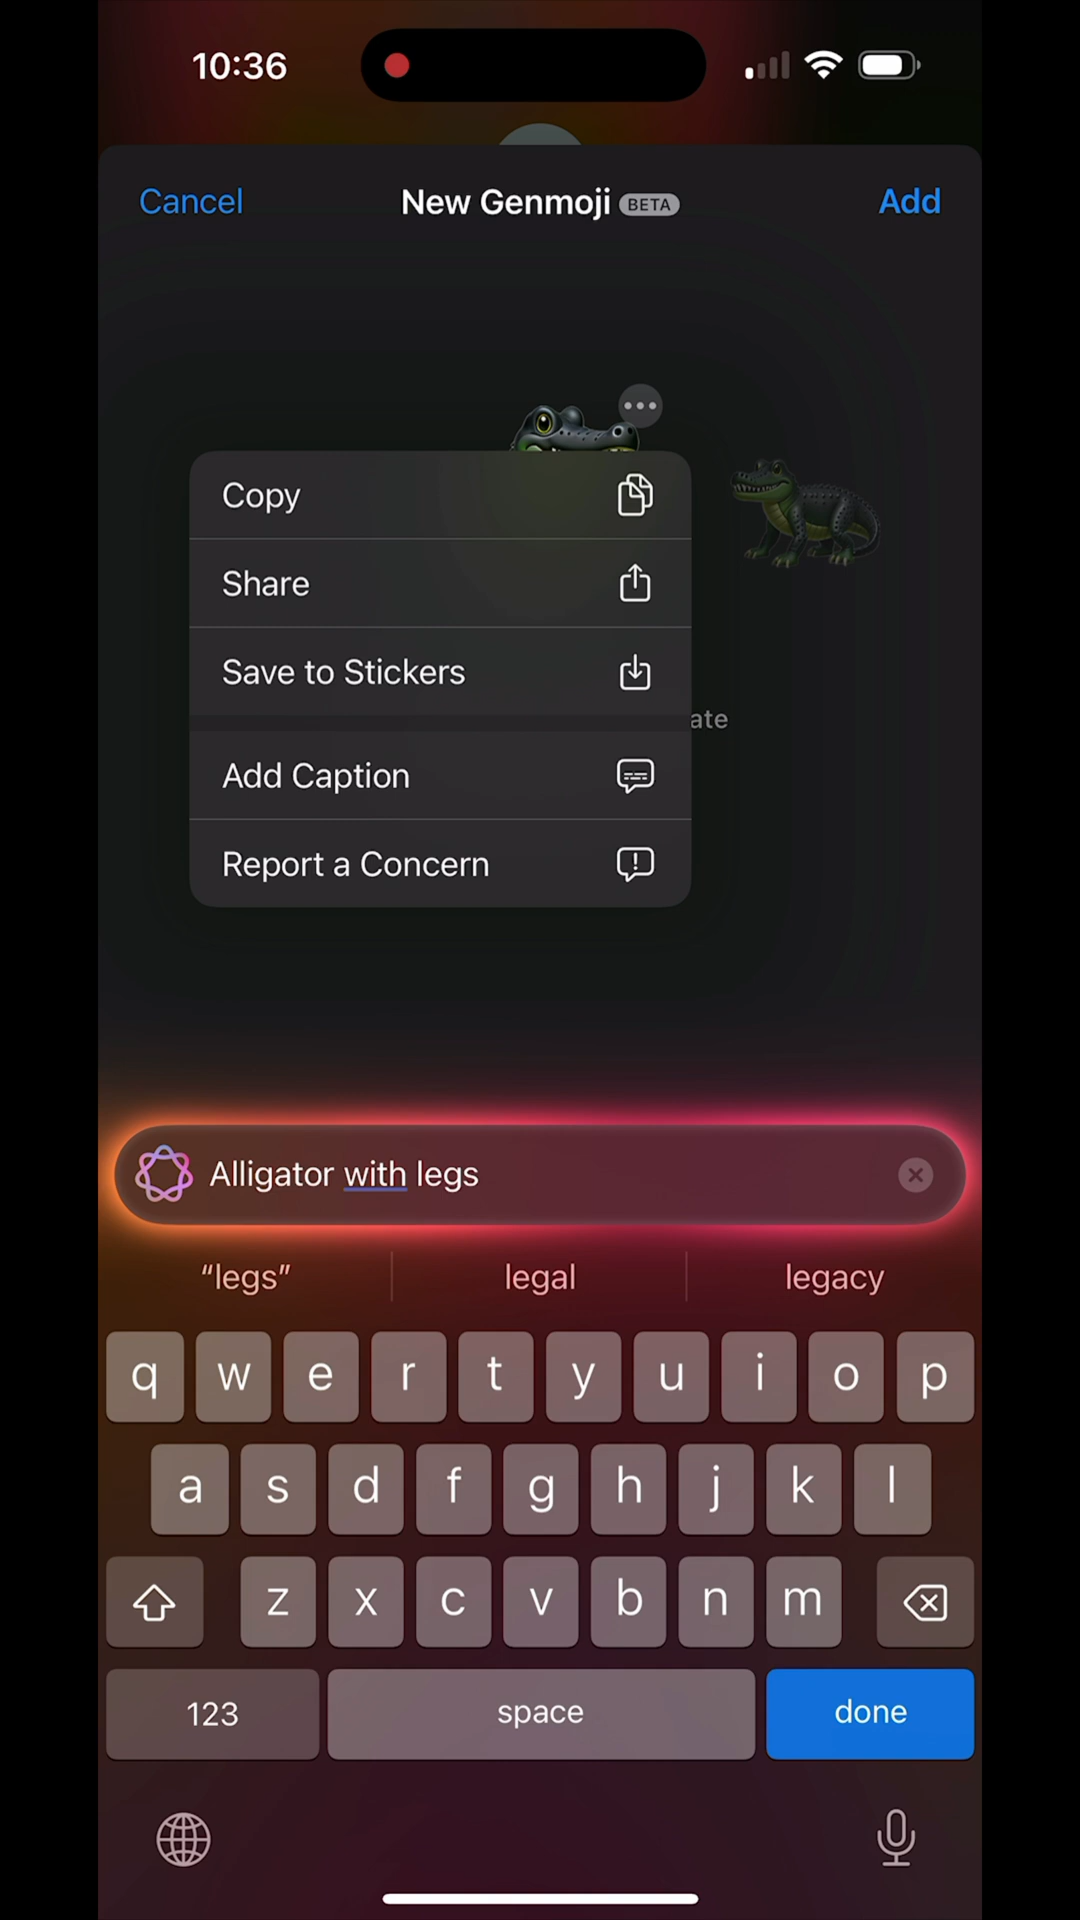 10:36
Cancel
New Genmoji BETA
Add
Copy
Share
Save to Stickers
ate
Add Caption
Report a Concern
Alligator with legs
“legs” legal legacy
q w e r t y u i o p
a s d f g h j k l
z x c v b n m
123 space done